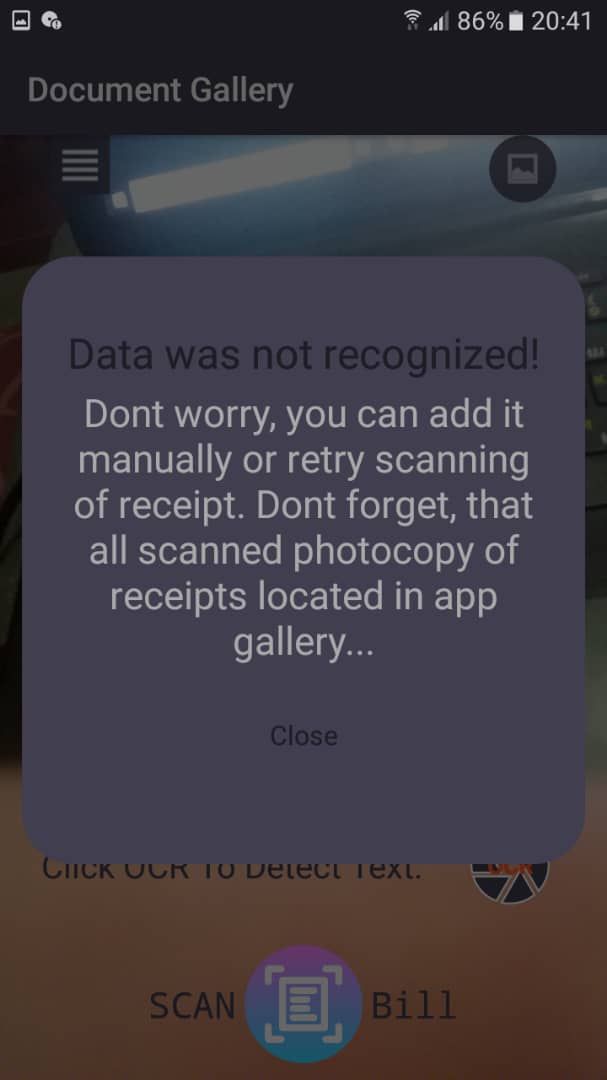 86% 20:41
Document Gallery
Data was not recognized!
Dont worry, you can add it
manually or retry scanning
of receipt. Dont forget, that
all scanned photocopy of
receipts located in app
gallery...
Close
Click OCR To Detect Text.
OCR
SCAN Bill